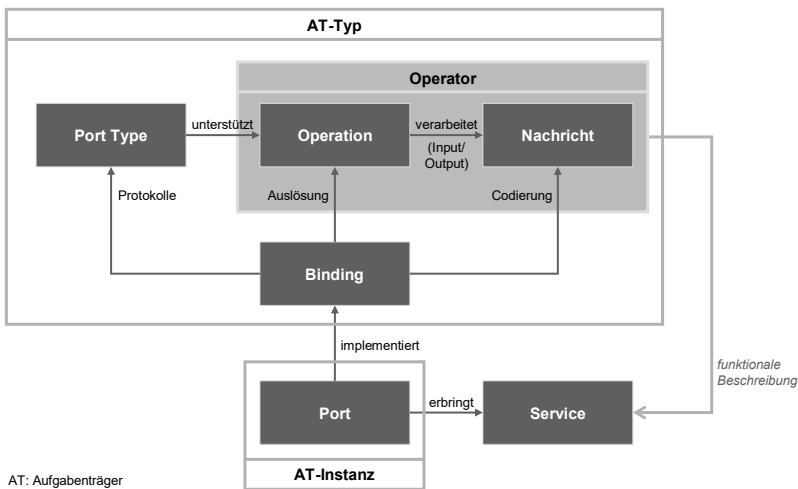 AT-Typ
Operator
Port Type
unterstützt
Operation
verarbeitet
(Input/
Output)
Nachricht
Protokolle
Auslösung
Codierung
Binding
implementiert
funktionale
Beschreibung
Port
erbringt
Service
AT-Instanz
AT: Aufgabenträger